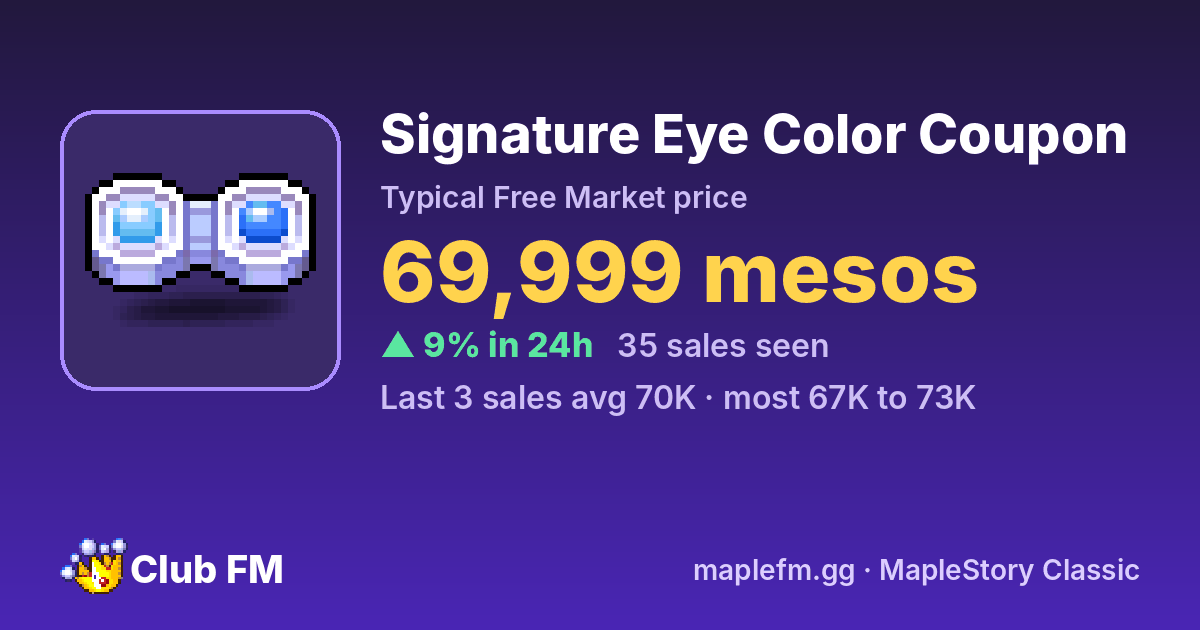 Signature Eye Color Coupon
Typical Free Market price
69,999 mesos
▲ 9% in 24h 35 sales seen
Last 3 sales avg 70K · most 67K to 73K
Club FM
maplefm.gg · MapleStory Classic